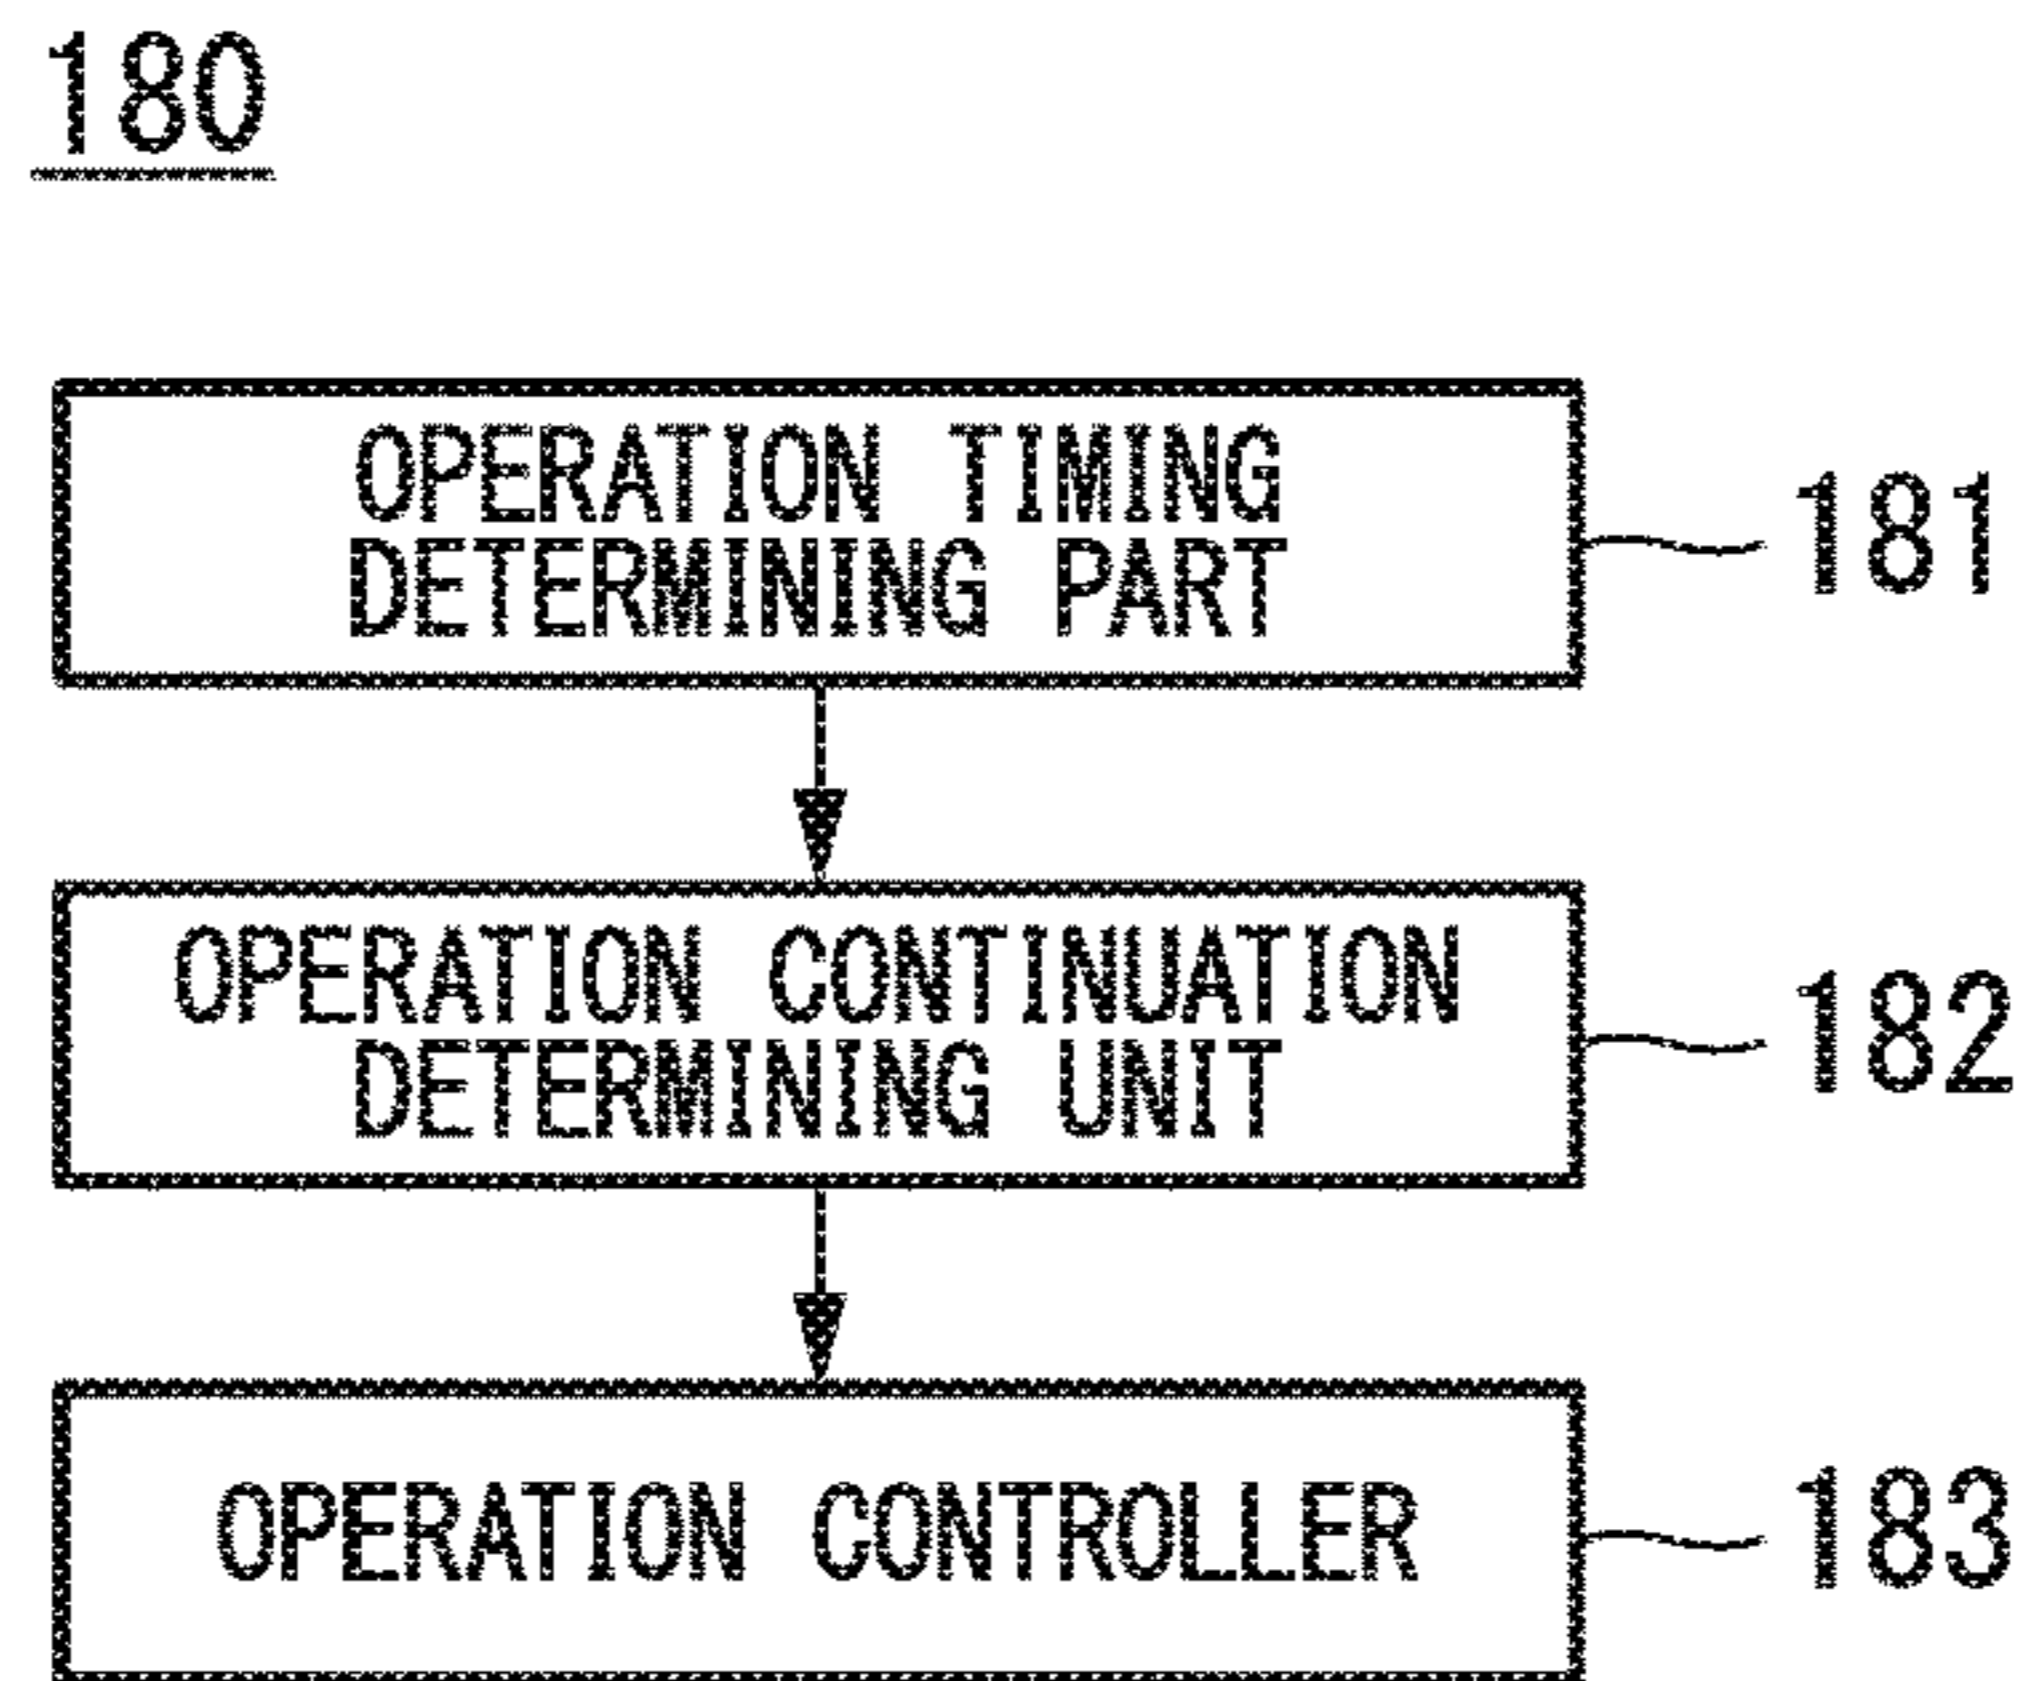 180
OPERATION TIMING
DETERMINING PART
181
OPERATION CONTINUATION
DETERMINING UNIT
182
OPERATION CONTROLLER
183